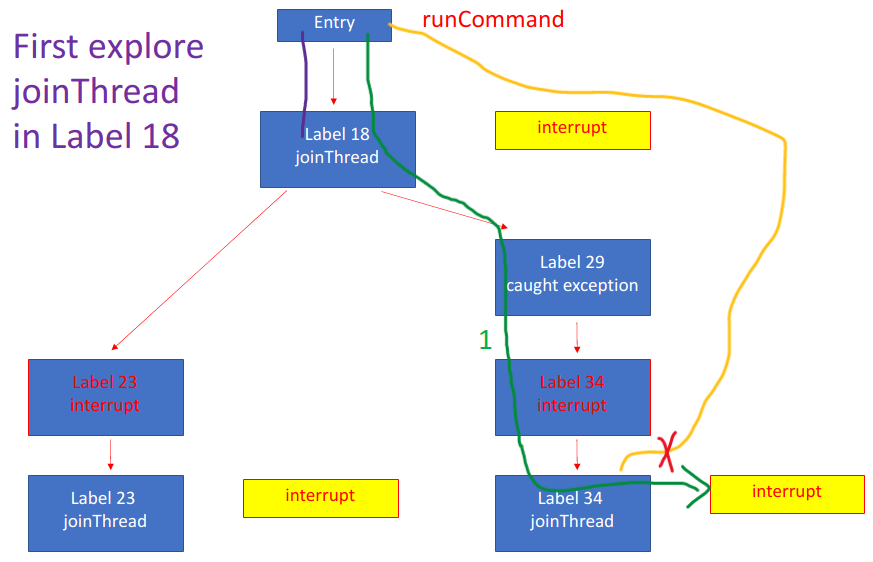 Entry
runCommand
First explore
joinThread
in Label 18
Label 18
joinThread
interrupt
Label 29
caught exception
1
Label 23
interrupt
Label 34
interrupt
Label 23
joinThread
interrupt
Label 34
joinThread
interrupt